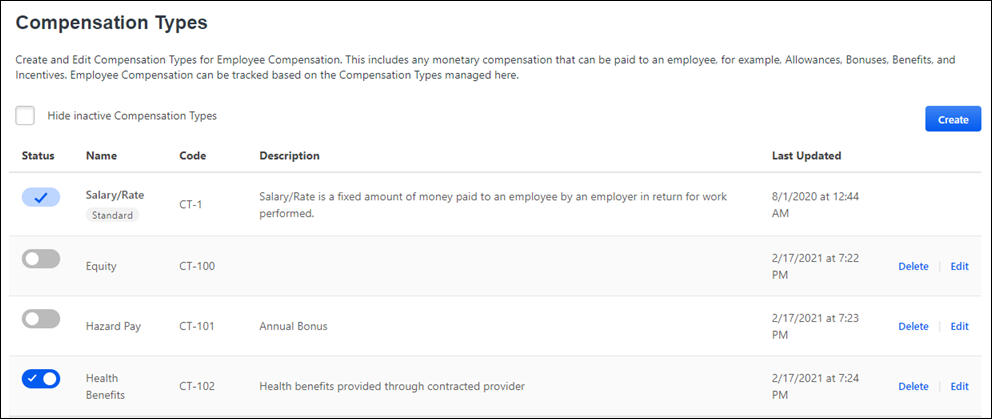 Compensation Types
Create and Edit Compensation Types for Employee Compensation. This includes any monetary compensation that can be paid to an employee, for example, Allowances, Bonuses, Benefits, and
Incentives. Employee Compensation can be tracked based on the Compensation Types managed here.
Hide inactive Compensation Types
Create
Status Name Code Description Last Updated
Salary/Rate
Standard
CT-1
Salary/Rate is a fixed amount of money paid to an employee by an employer in return for work
performed.
8/1/2020 at 12:44
AM
Equity
CT-100
2/17/2021 at 7:22
PM
Delete | Edit
Hazard Pay
CT-101
Annual Bonus
2/17/2021 at 7:23
PM
Delete | Edit
Health
Benefits
CT-102
Health benefits provided through contracted provider
2/17/2021 at 7:24
PM
Delete | Edit